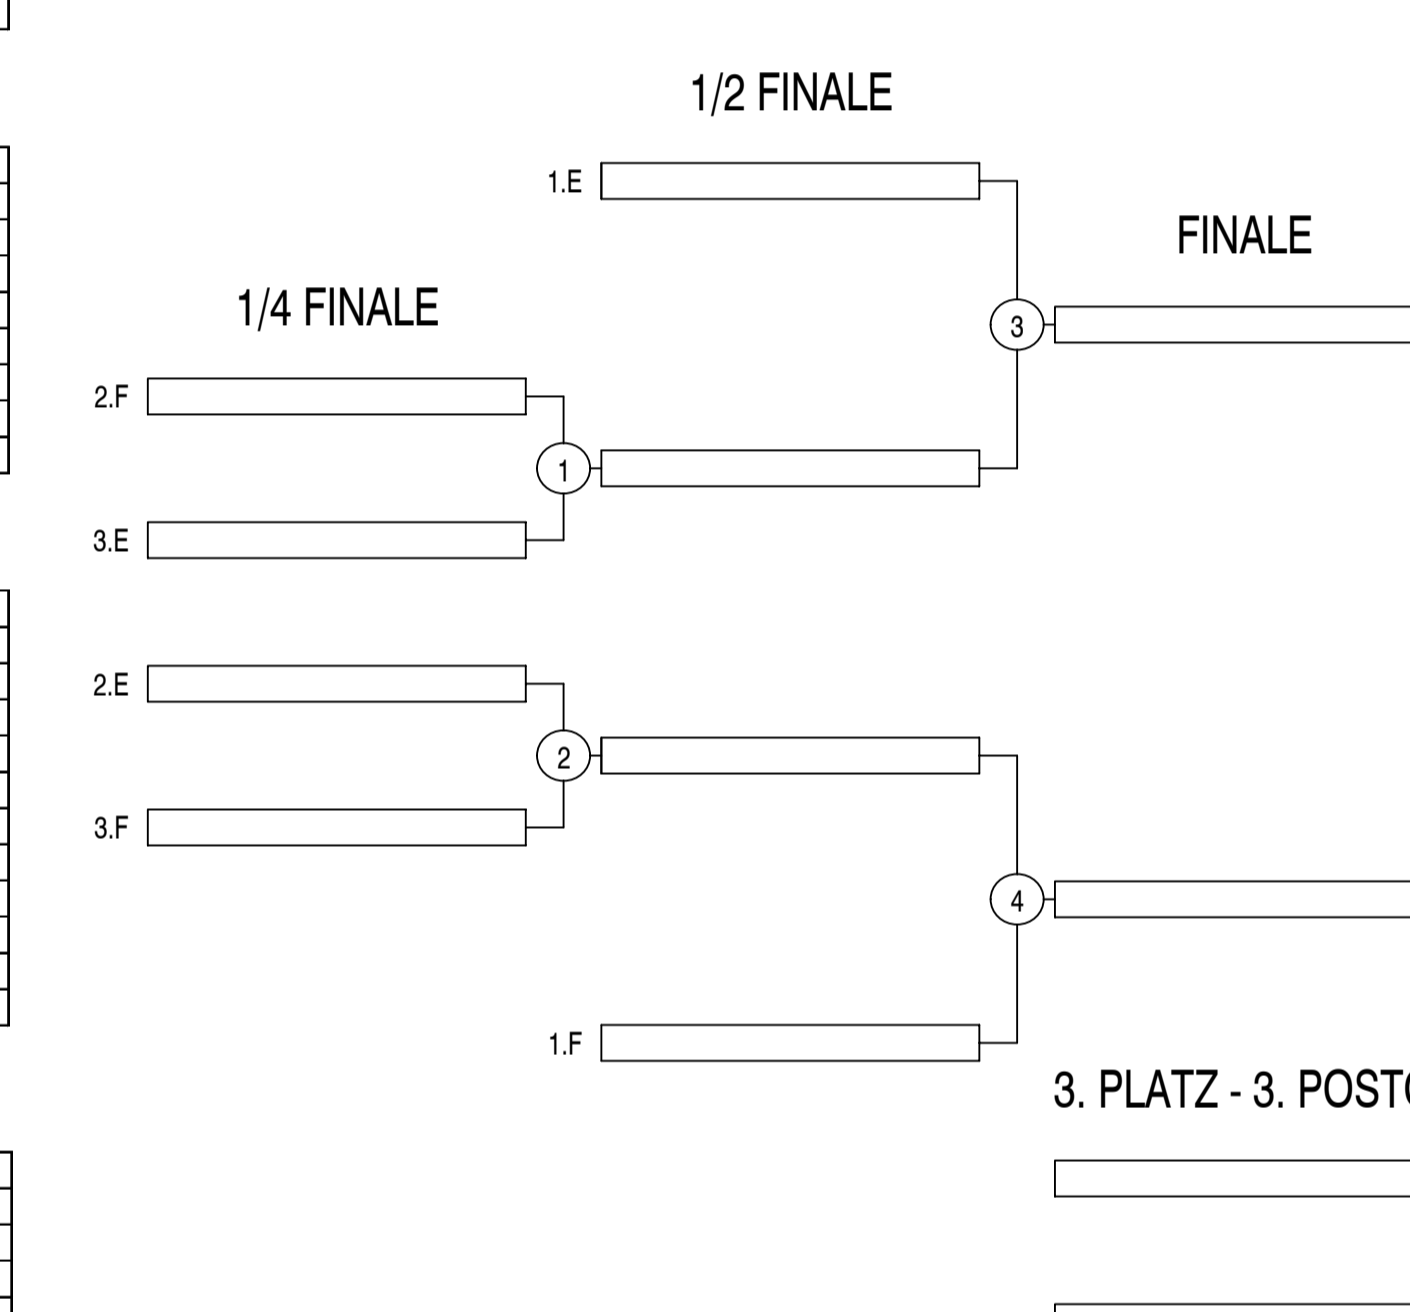 1/2 FINALE
1.E
FINALE
1/4 FINALE
3
2.F
1
3.E
2.E
2
3.F
4
1.F
3. PLATZ - 3. POSTO